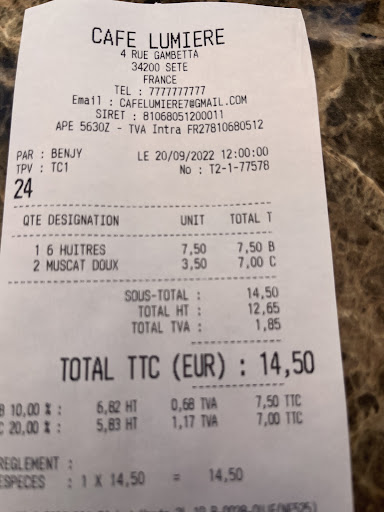 CAFE LUMIERE
4 RUE GAMBETTA
34200 SETE
FRANCE
TEL : 7777777777
Email : CAFELUMIERE7@GMAIL.COM
SIRET : 81068051200011
APE 5630Z - TVA Intra FR27810680512
PAR : BENJY LE 20/09/2022 12:00:00
TPV : TC1 No : T2-1-77578
24
QTE DESIGNATION UNIT TOTAL T
1 6 HUITRES 7,50 7,50 B
2 MUSCAT DOUX 3,50 7,00 C
SOUS-TOTAL : 14,50
TOTAL HT : 12,65
TOTAL TVA : 1,85
TOTAL TTC (EUR) : 14,50
B 10,00 % : 6,82 HT 0,68 TVA 7,50 TTC
C 20,00 % : 5,83 HT 1,17 TVA 7,00 TTC
REGLEMENT :
ESPECES : 1 X 14,50 = 14,50